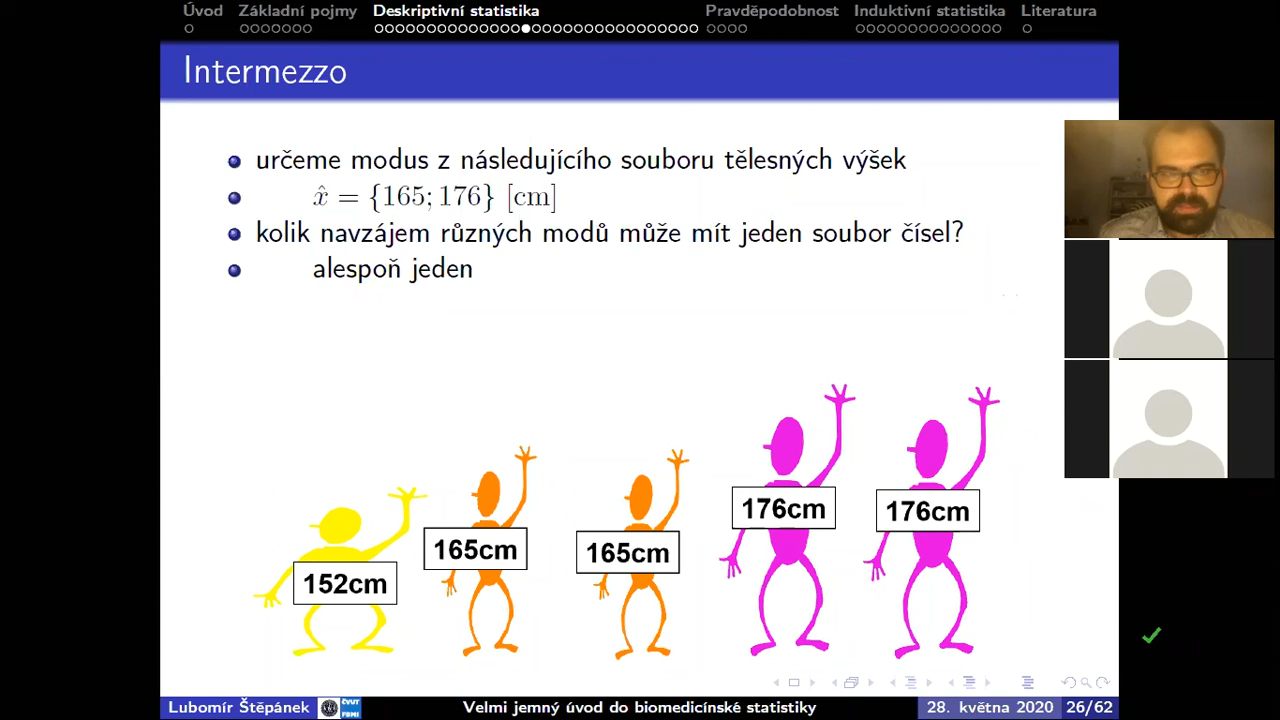 Úvod Základní pojmy Deskriptivní statistika Pravděpodobnost Induktivní statistika Literatura
Intermezzo
určeme modus z následujícího souboru tělesných výšek
x̂ = {165; 176} [cm]
kolik navzájem různých modů může mít jeden soubor čísel?
alespoň jeden
152cm
165cm
165cm
176cm
176cm
Lubomír Štěpánek ČVUT FBMI Velmi jemný úvod do biomedicínské statistiky 28. května 2020 26/62